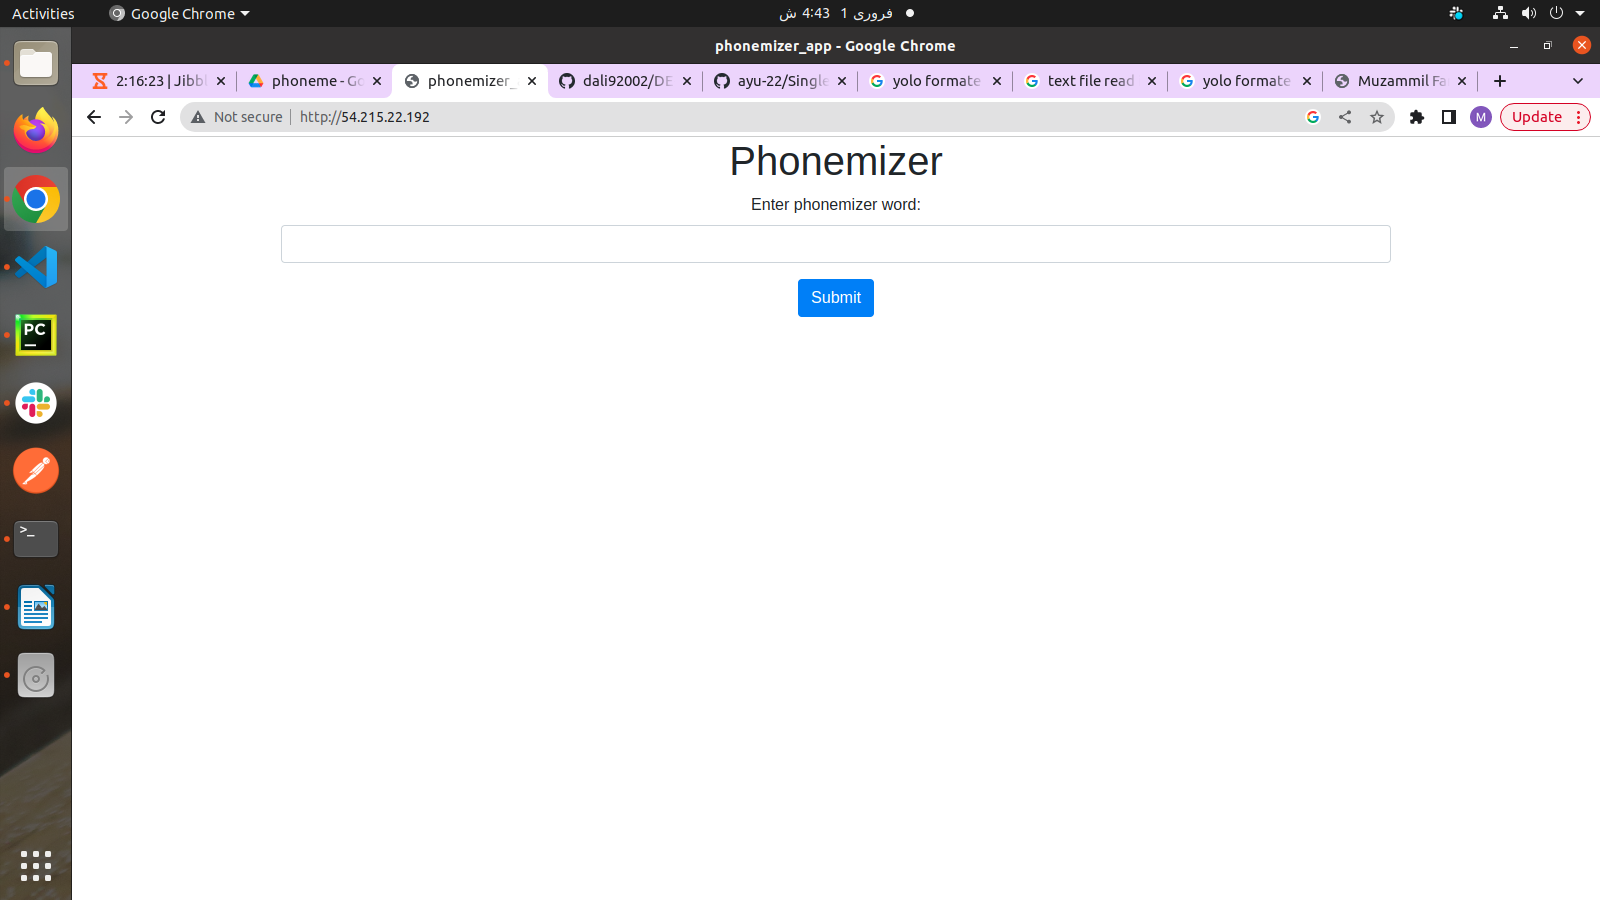 Activities
Google Chrome
فروری 1 4:43 ش
phonemizer_app - Google Chrome
2:16:23 | Jibbl
phoneme - Go
phonemizer_
dali92002/DE
ayu-22/Single
yolo formate
text file read
yolo formate
Muzammil Fa
Not secure
http://54.215.22.192
M
Update
Phonemizer
Enter phonemizer word:
Submit
PC
>_